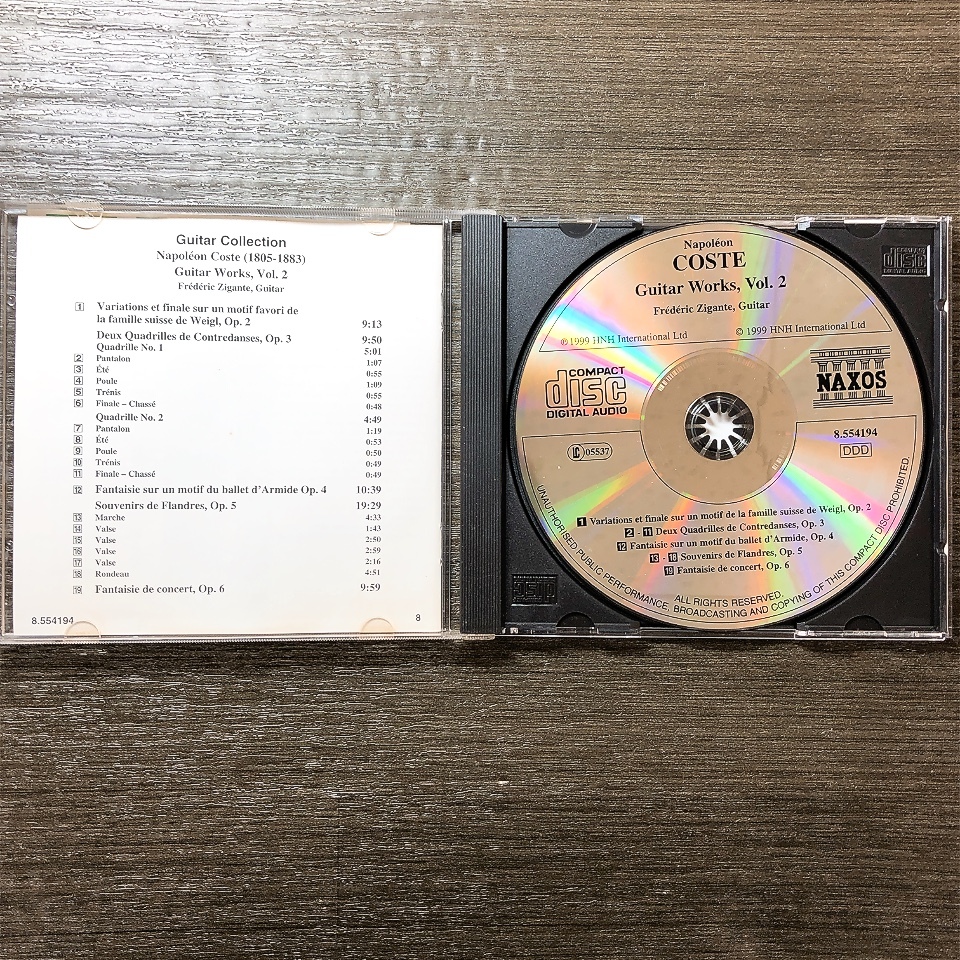 Guitar Collection
Napoléon Coste (1805-1883)
Guitar Works, Vol. 2
Frédéric Zigante, Guitar
1 Variations et finale sur un motif favori de
la famille suisse de Weigl, Op. 2 9:13
Deux Quadrilles de Contredanses, Op. 3 9:50
Quadrille No. 1 5:01
2 Pantalon 1:07
3 Été 0:55
4 Poule 1:09
5 Trénis 0:55
6 Finale – Chassé 0:48
Quadrille No. 2 4:49
7 Pantalon 1:19
8 Été 0:53
9 Poule 0:50
10 Trénis 0:49
11 Finale – Chassé 0:49
12 Fantaisie sur un motif du ballet d'Armide Op. 4 10:39
Souvenirs de Flandres, Op. 5 19:29
13 Marche 4:33
14 Valse 1:43
15 Valse 2:50
16 Valse 2:59
17 Valse 2:16
18 Rondeau 4:51
19 Fantaisie de concert, Op. 6 9:59
8.554194 8
Napoléon
COSTE
Guitar Works, Vol. 2
Frédéric Zigante, Guitar
℗ 1999 HNH International Ltd © 1999 HNH International Ltd
COMPACT
disc
DIGITAL AUDIO
NAXOS
LC 05537
8.554194
DDD
1 Variations et finale sur un motif de la famille suisse de Weigl, Op. 2
2 - 11 Deux Quadrilles de Contredanses, Op. 3
12 Fantaisie sur un motif du ballet d'Armide, Op. 4
13 - 18 Souvenirs de Flandres, Op. 5
19 Fantaisie de concert, Op. 6
ALL RIGHTS RESERVED.
UNAUTHORISED PUBLIC PERFORMANCE, BROADCASTING AND COPYING OF THIS COMPACT DISC PROHIBITED.
COMPACT
disc
DIGITAL AUDIO
disc